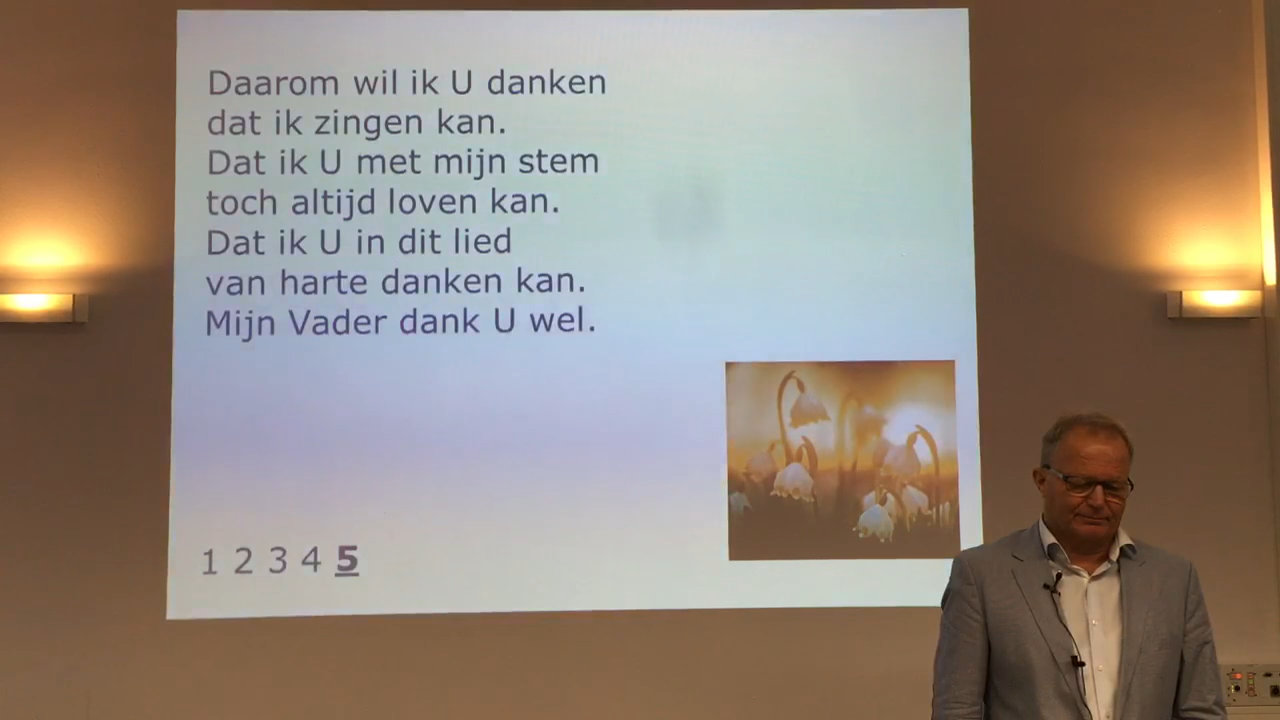 Daarom wil ik U danken
dat ik zingen kan.
Dat ik U met mijn stem
toch altijd loven kan.
Dat ik U in dit lied
van harte danken kan.
Mijn Vader dank U wel.
1 2 3 4 5